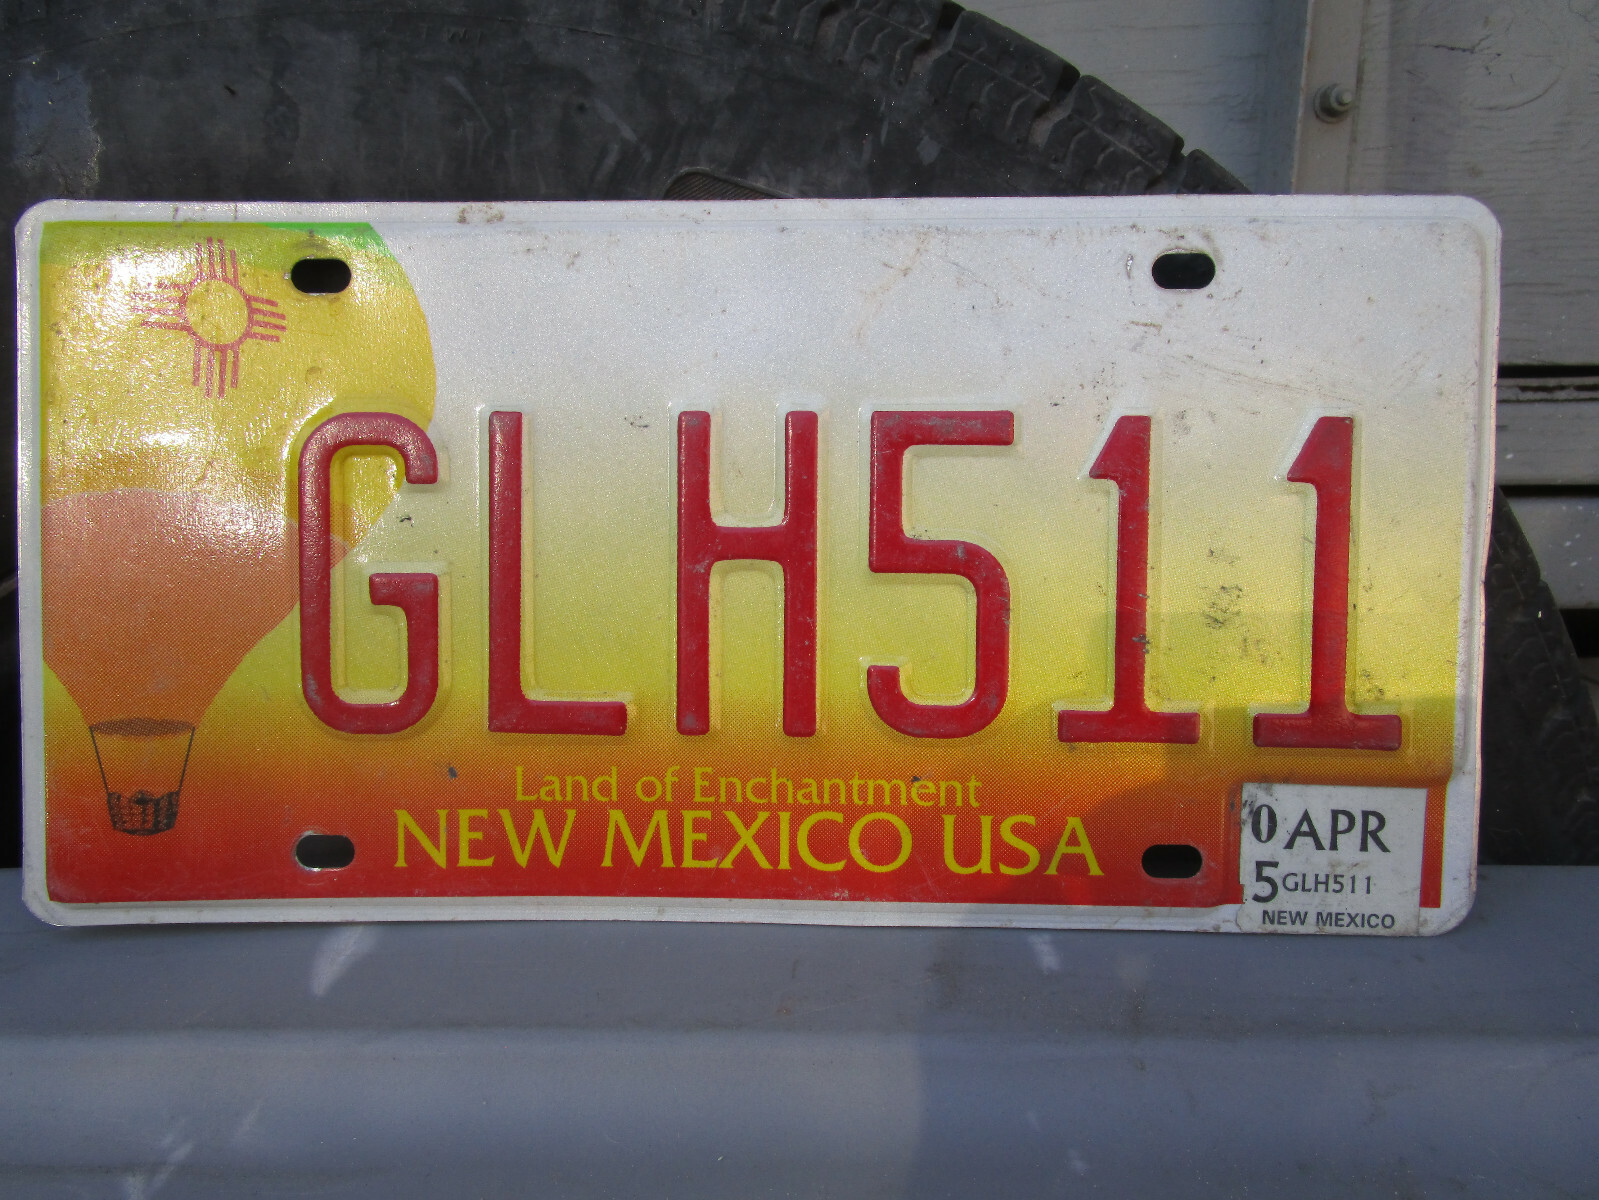 GLH511
Land of Enchantment
NEW MEXICO USA
0 APR
5 GLH511
NEW MEXICO